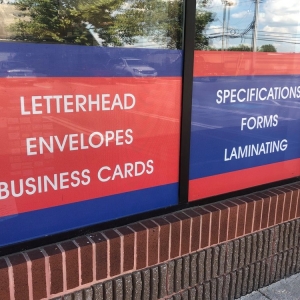 LETTERHEAD
ENVELOPES
BUSINESS CARDS
SPECIFICATIONS
FORMS
LAMINATING